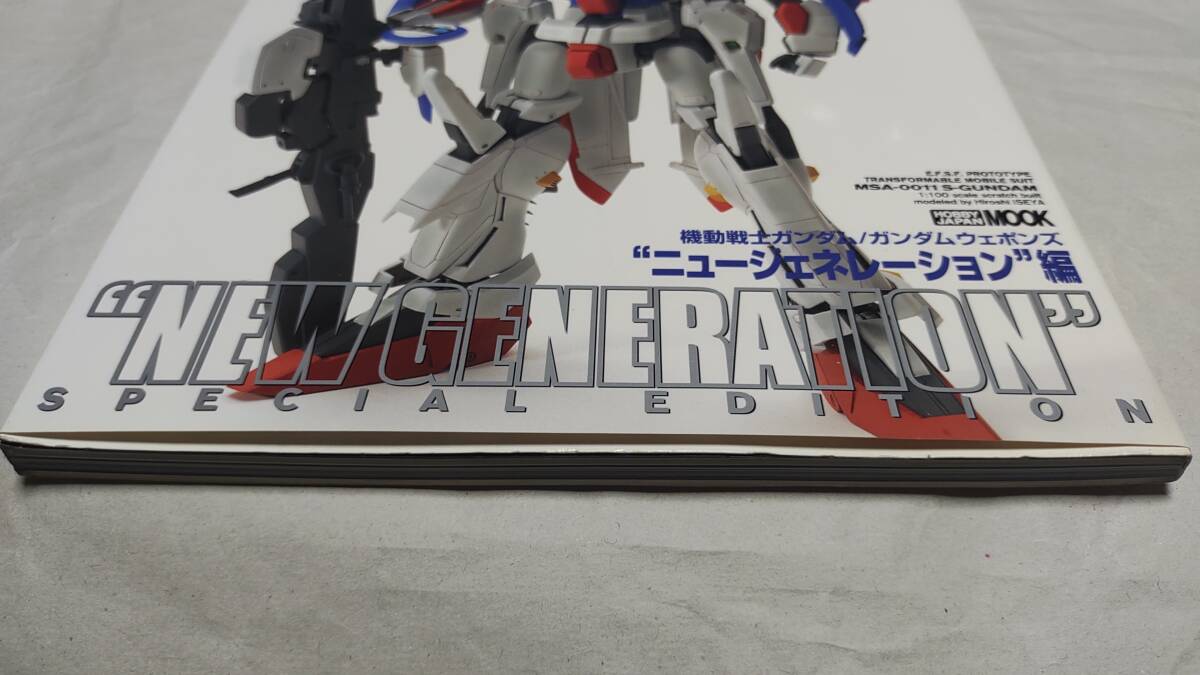 E.F.S.F. PROTOTYPE
TRANSFORMABLE MOBILE SUIT
MSA-0011 S-GUNDAM
1:100 scale scratch built
modeled by Hiroshi ISEYA
HOBBY JAPAN MOOK
機動戦士ガンダム/ガンダムウェポンズ
“ニュージェネレーション”編
“NEW GENERATION”
SPECIAL EDITION